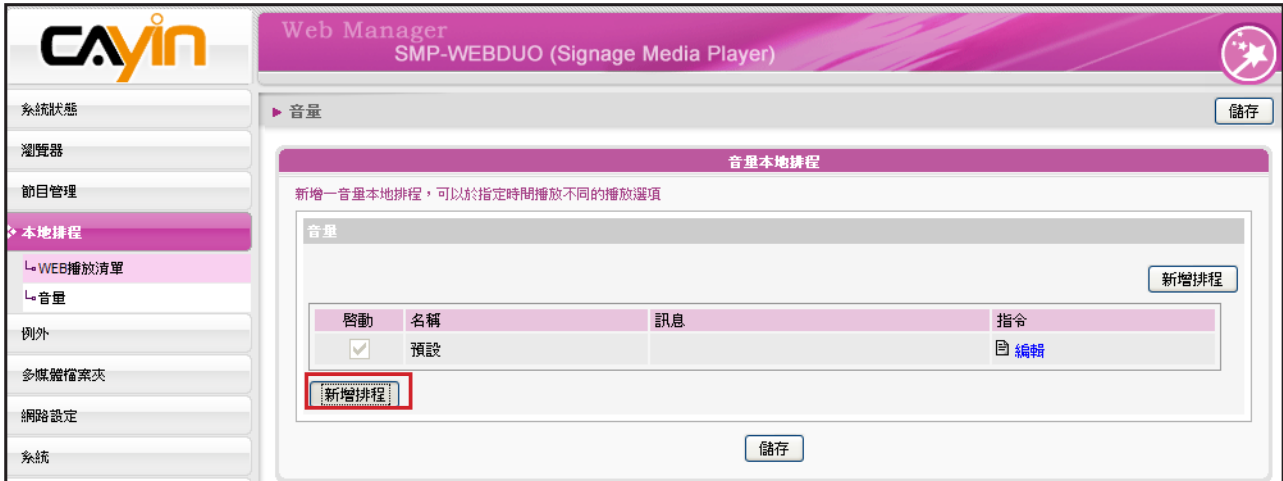 CAYIN
Web Manager
SMP-WEBDUO (Signage Media Player)
系統狀態
瀏覽器
節目管理
本地排程
WEB播放清單
音量
例外
多媒體檔案夾
網路設定
系統
音量
儲存
音量本地排程
新增一音量本地排程，可以於指定時間播放不同的播放選項
音量
新增排程
啓動 名稱 訊息 指令
預設 編輯
新增排程
儲存